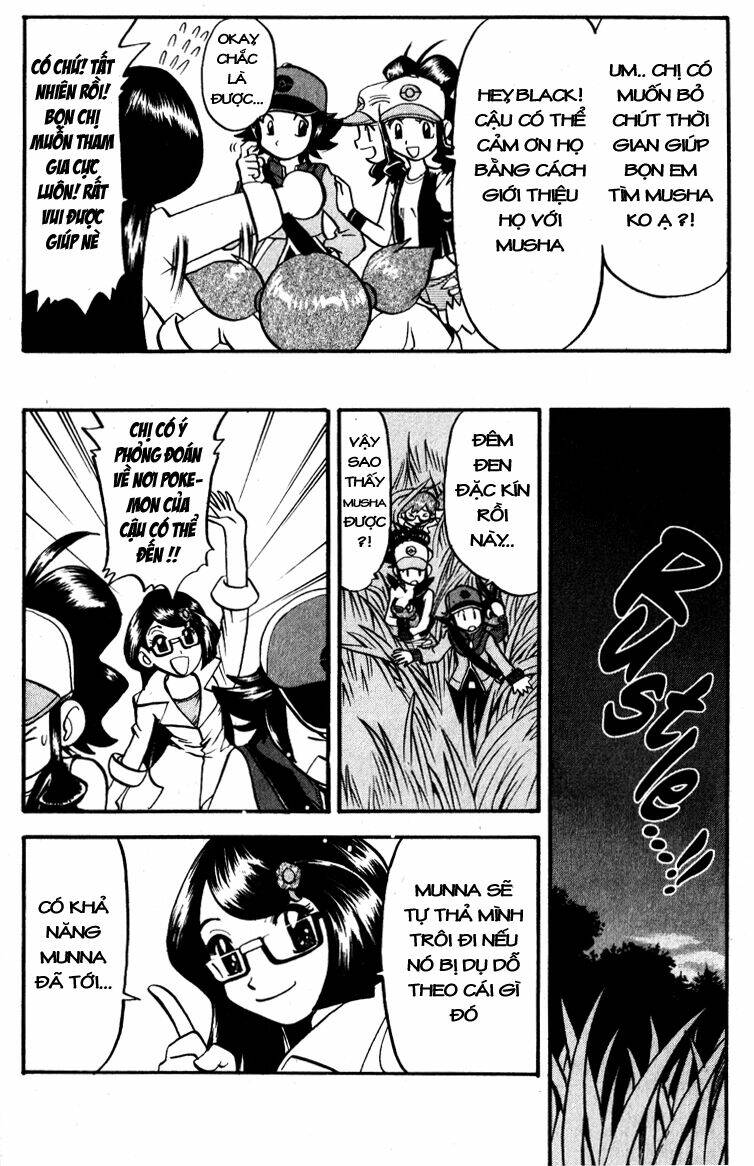 UM.. CHỊ CÓ
MUỐN BỎ
CHÚT THỜI
GIAN GIÚP
BỌN EM
TÌM MUSHA
KO Ạ ?!
HEY, BLACK!
CẬU CÓ THỂ
CẢM ƠN HỌ
BẰNG CÁCH
GIỚI THIỆU
HỌ VỚI
MUSHA
OKAY,
CHẮC
LÀ
ĐƯỢC...
CÓ CHỨ! TẤT
NHIÊN RỒI!
BỌN CHỊ
MUỐN THAM
GIA CỰC
LUÔN! RẤT
VUI ĐƯỢC
GIÚP NÈ
Rustle....!!
ĐÊM
ĐEN
ĐẶC KÍN
RỒI
NÀY...
VẬY
SAO
THẤY
MUSHA
ĐƯỢC
?!
CHỊ CÓ Ý
PHỎNG ĐOÁN
VỀ NƠI POKE-
MON CỦA
CẬU CÓ THỂ
ĐẾN !!
MUNNA SẼ
TỰ THẢ MÌNH
TRÔI ĐI NẾU
NÓ BỊ DỤ DỖ
THEO CÁI GÌ
ĐÓ
CÓ KHẢ
NĂNG
MUNNA
ĐÃ TỚI...